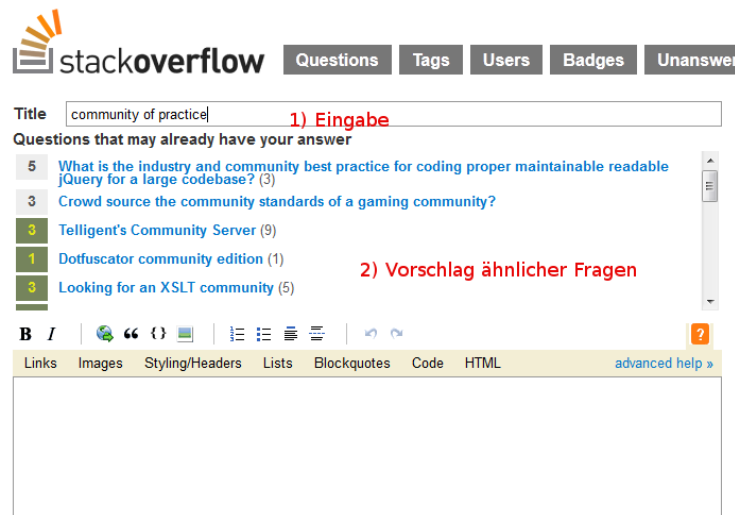 stackoverflow Questions Tags Users Badges Unanswer
Title community of practice
1) Eingabe
Questions that may already have your answer
5 What is the industry and community best practice for coding proper maintainable readable
jQuery for a large codebase? (3)
3 Crowd source the community standards of a gaming community?
3 Telligent's Community Server (9)
1 Dotfuscator community edition (1)
2) Vorschlag ähnlicher Fragen
3 Looking for an XSLT community (5)
B I “ {} ?
Links Images Styling/Headers Lists Blockquotes Code HTML advanced help »